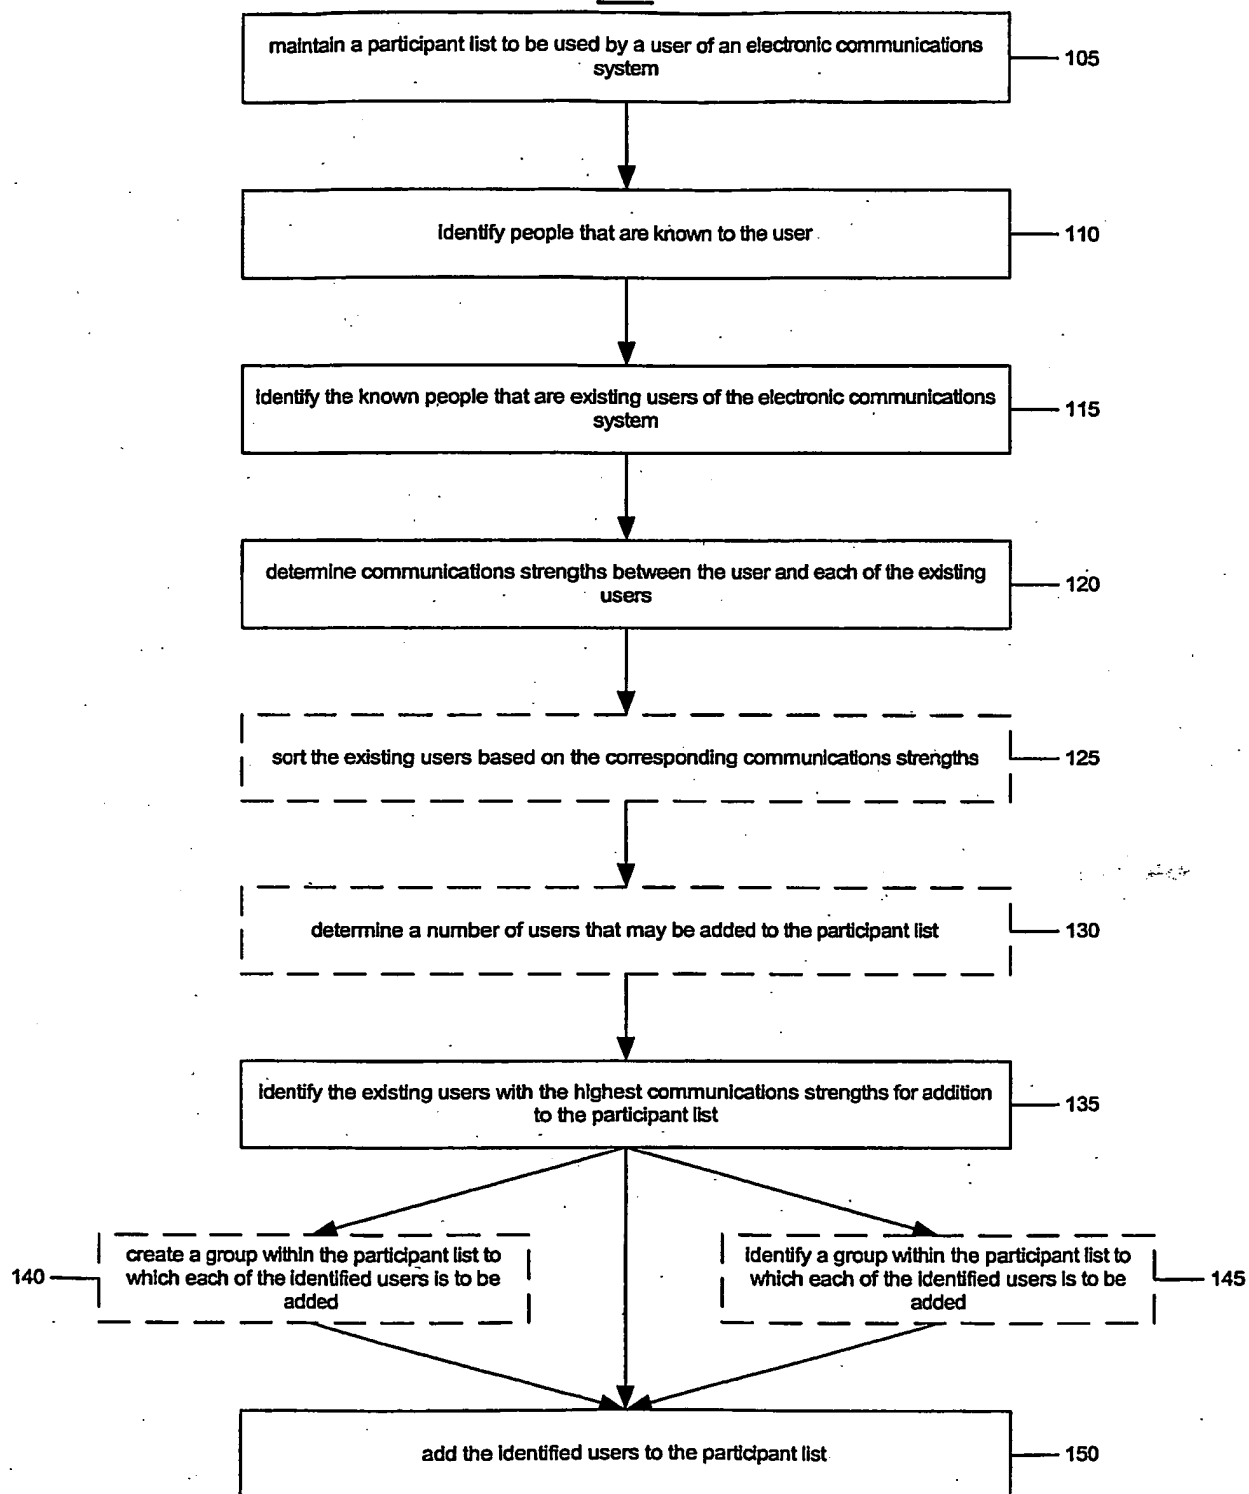 maintain a participant list to be used by a user of an electronic communications
system
105
identify people that are known to the user
110
identify the known people that are existing users of the electronic communications
system
115
determine communications strengths between the user and each of the existing
users
120
sort the existing users based on the corresponding communications strengths
125
determine a number of users that may be added to the participant list
130
identify the existing users with the highest communications strengths for addition
to the participant list
135
140
create a group within the participant list to
which each of the identified users is to be
added
identify a group within the participant list to
which each of the identified users is to be
added
145
add the identified users to the participant list
150